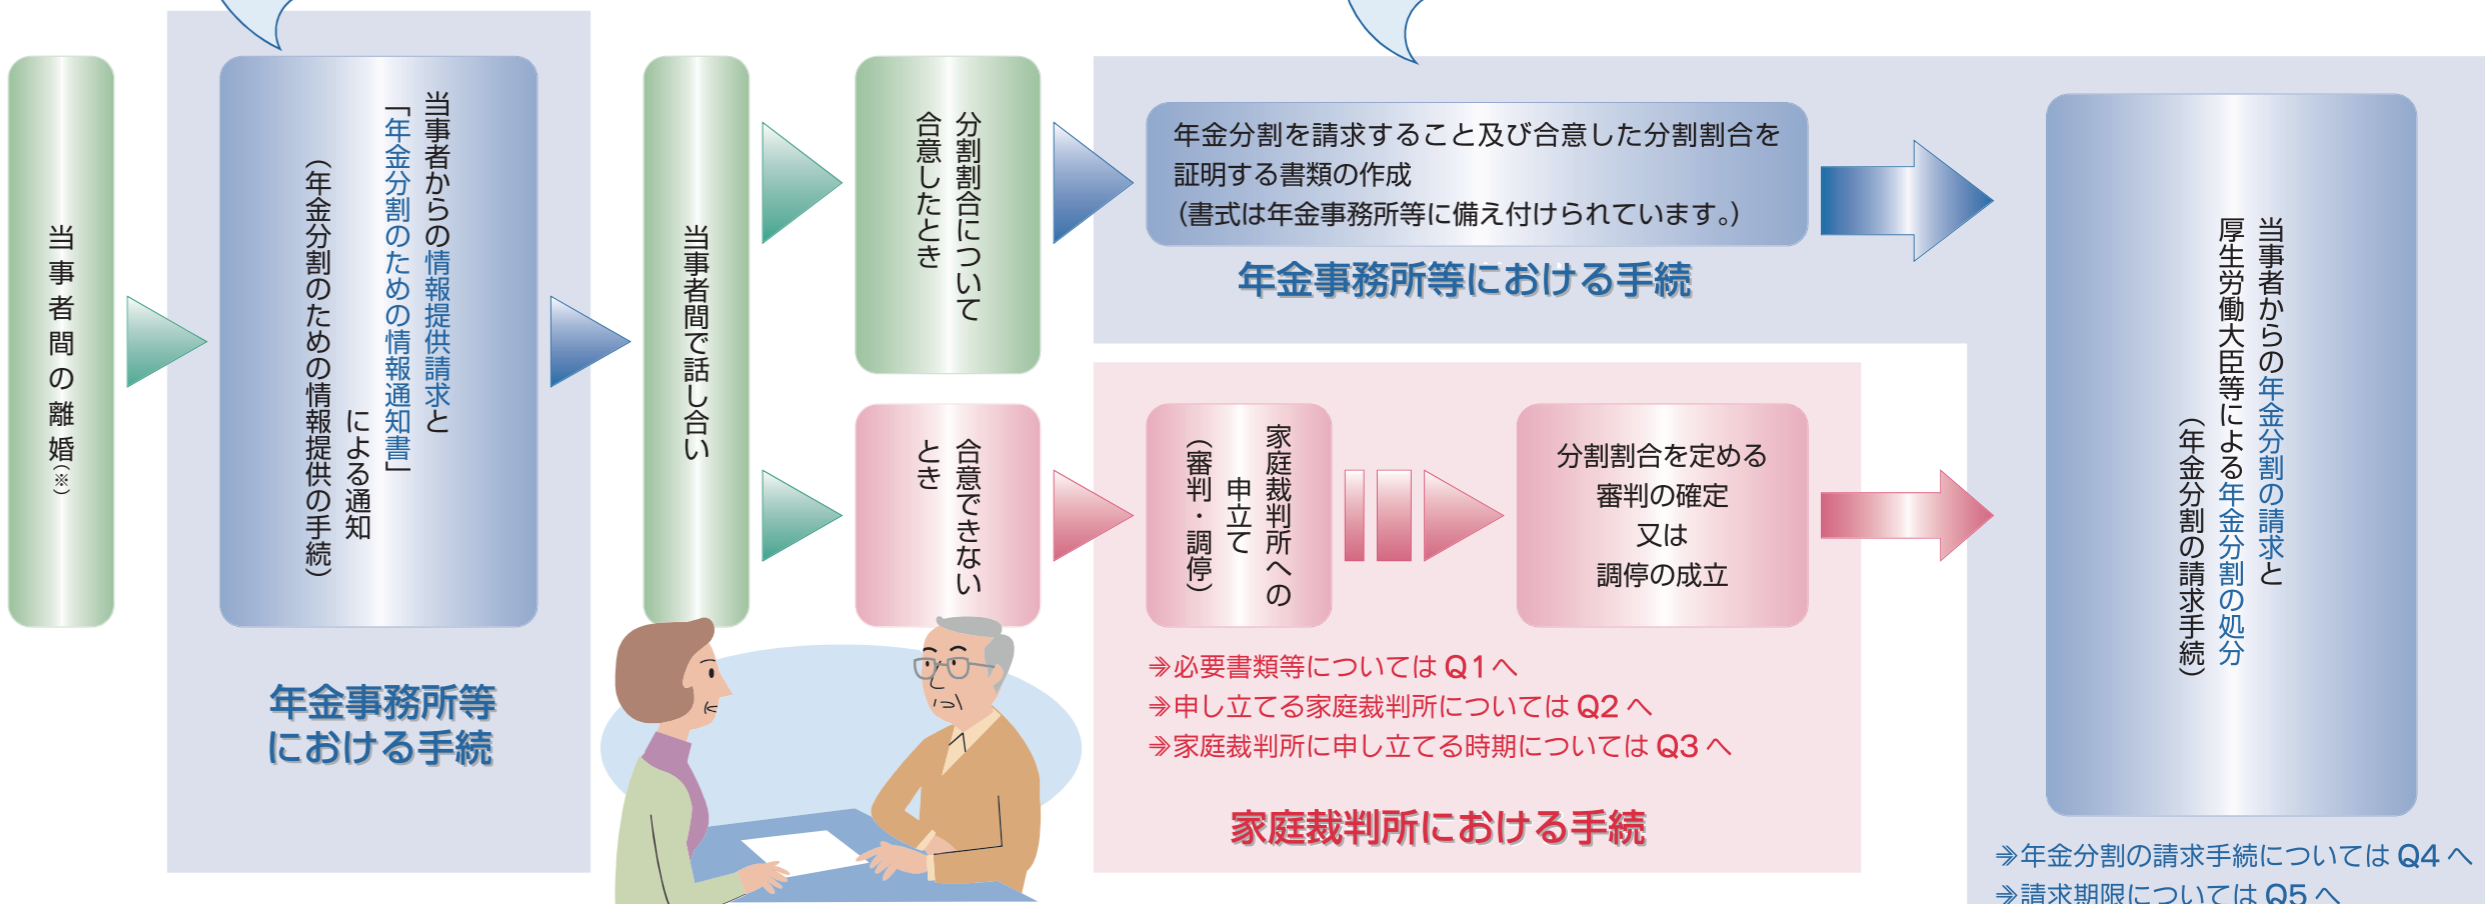 当事者間の離婚(※)
当事者からの情報提供請求と
「年金分割のための情報通知書」
による通知
(年金分割のための情報提供の手続)
年金事務所等
における手続
当事者間で話し合い
分割割合について
合意したとき
合意できない
とき
年金分割を請求すること及び合意した分割割合を
証明する書類の作成
(書式は年金事務所等に備え付けられています。)
年金事務所等における手続
家庭裁判所への
申立て
(審判・調停)
分割割合を定める
審判の確定
又は
調停の成立
⇒必要書類等については Q1へ
⇒申し立てる家庭裁判所については Q2 へ
⇒家庭裁判所に申し立てる時期については Q3 へ
家庭裁判所における手続
当事者からの年金分割の請求と
厚生労働大臣等による年金分割の処分
(年金分割の請求手続)
⇒年金分割の請求手続については Q4 へ
⇒請求期限については Q5 へ